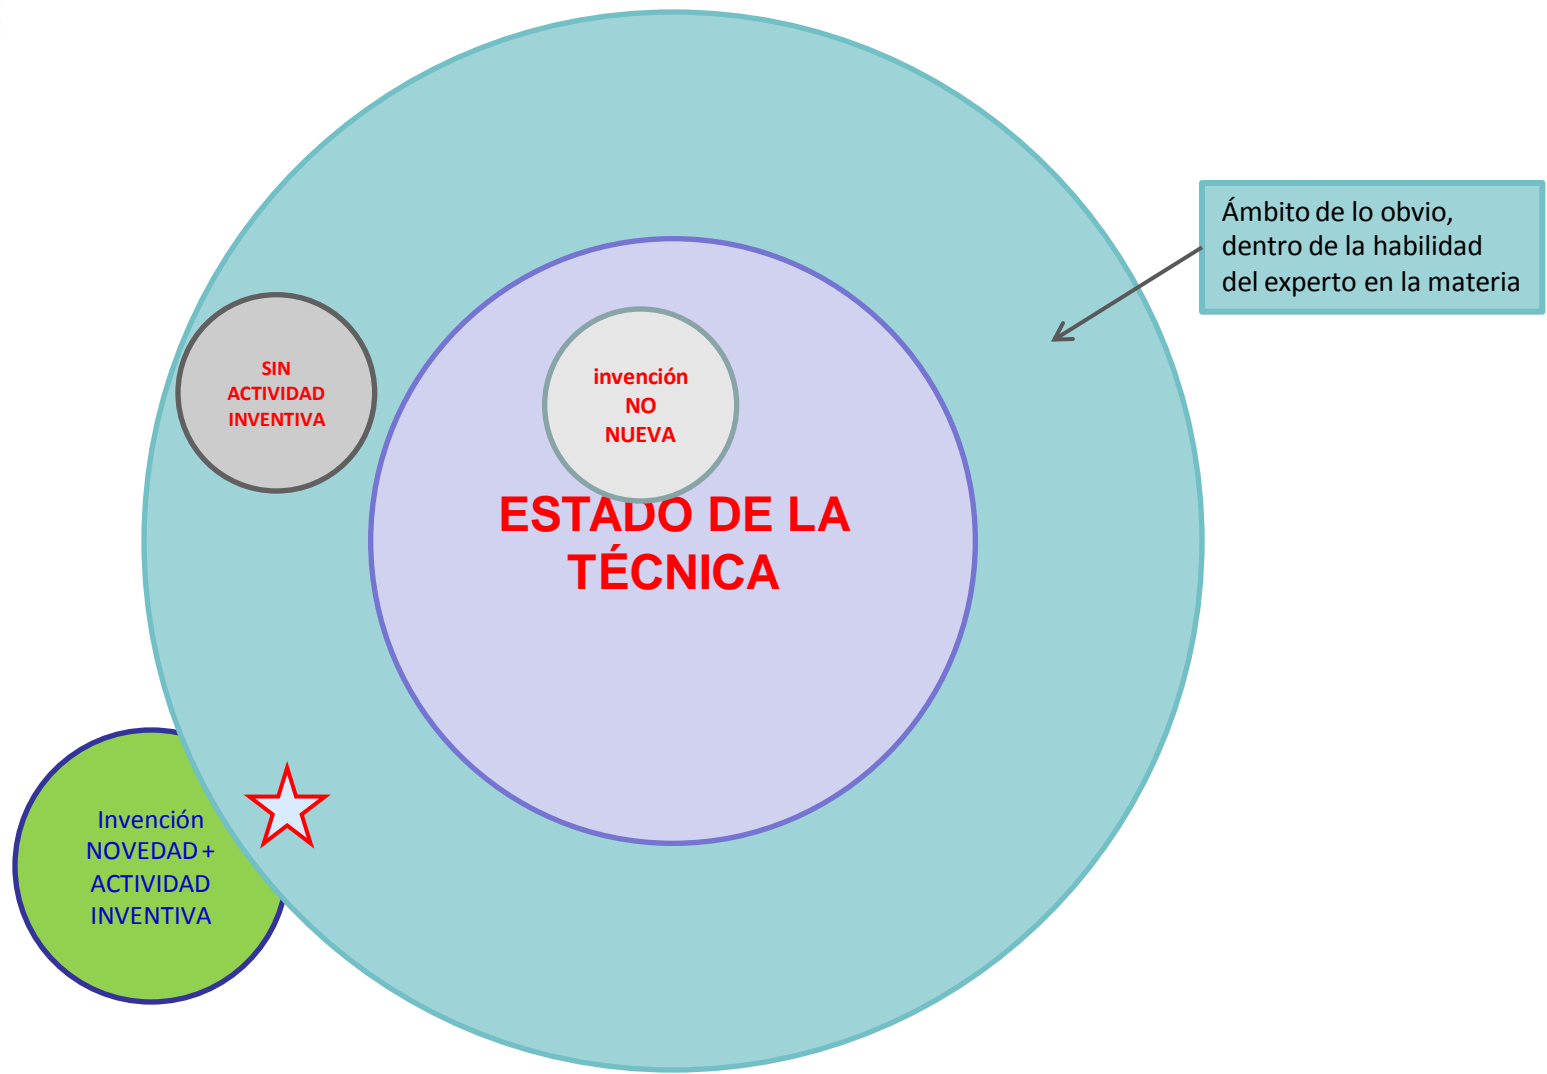 Ámbito de lo obvio,
dentro de la habilidad
del experto en la materia
SIN
ACTIVIDAD
INVENTIVA
invención
NO
NUEVA
ESTADO DE LA
TÉCNICA
Invención
NOVEDAD +
ACTIVIDAD
INVENTIVA